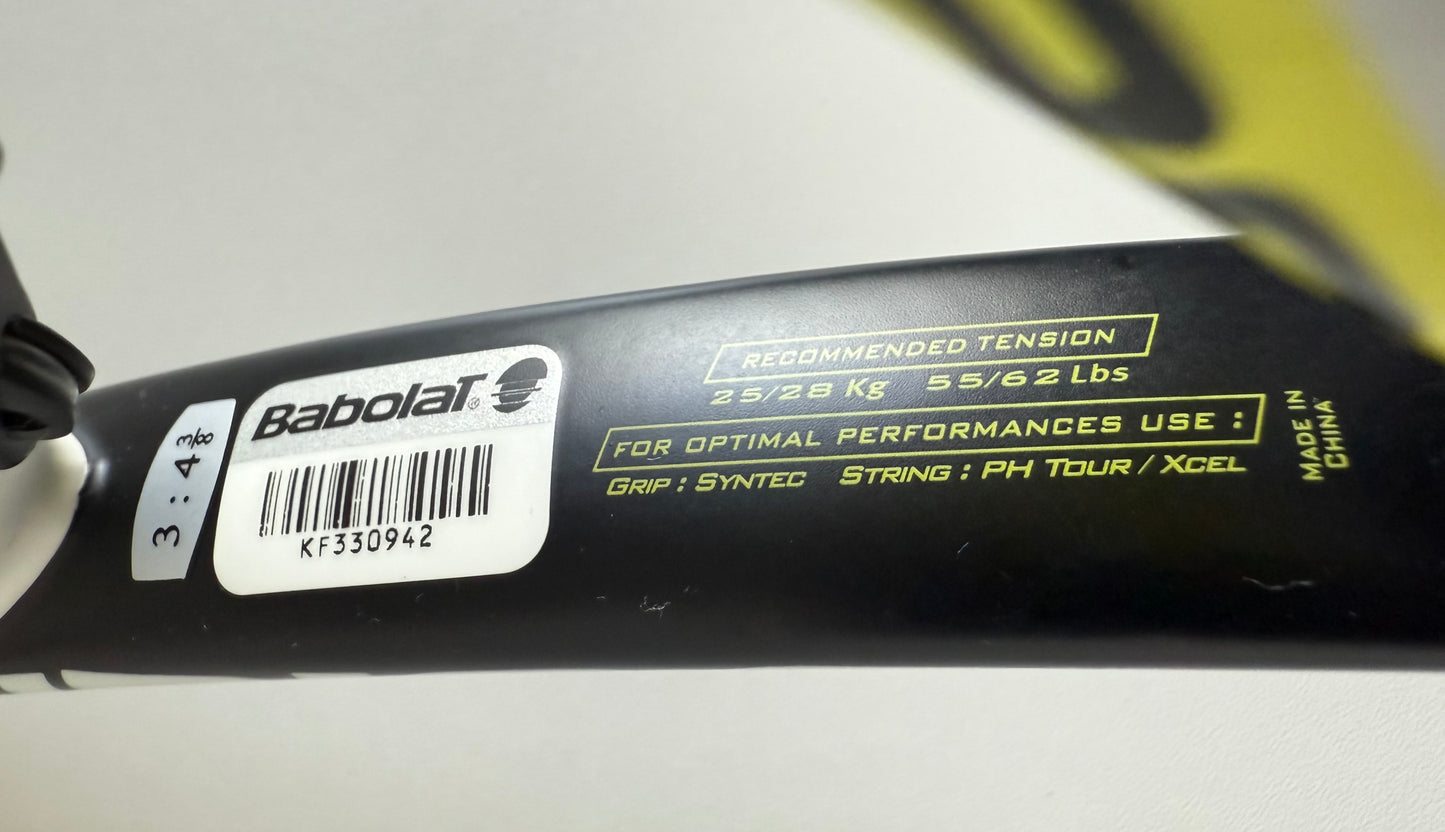 3 : 4 3/8
BabolaT®
KF330942
RECOMMENDED TENSION
25/28 Kg 55/62 Lbs
FOR OPTIMAL PERFORMANCES USE :
GRIP : SYNTEC STRING : PH TOUR / XCEL
MADE IN
CHINA